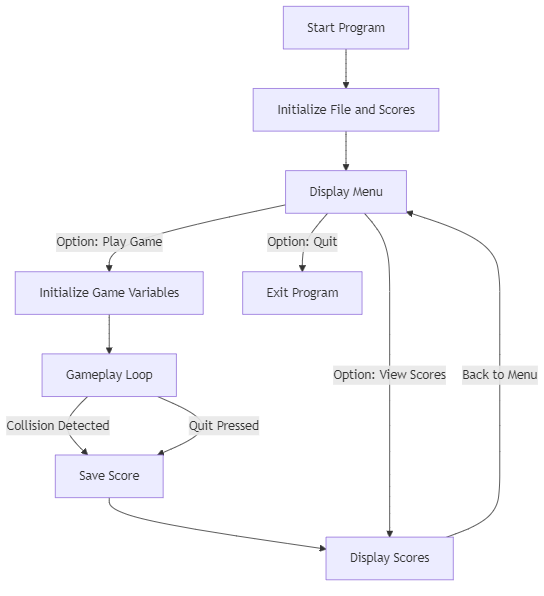 Start Program
Initialize File and Scores
Display Menu
Option: Play Game
Option: Quit
Initialize Game Variables
Exit Program
Gameplay Loop
Option: View Scores
Back to Menu
Collision Detected
Quit Pressed
Save Score
Display Scores